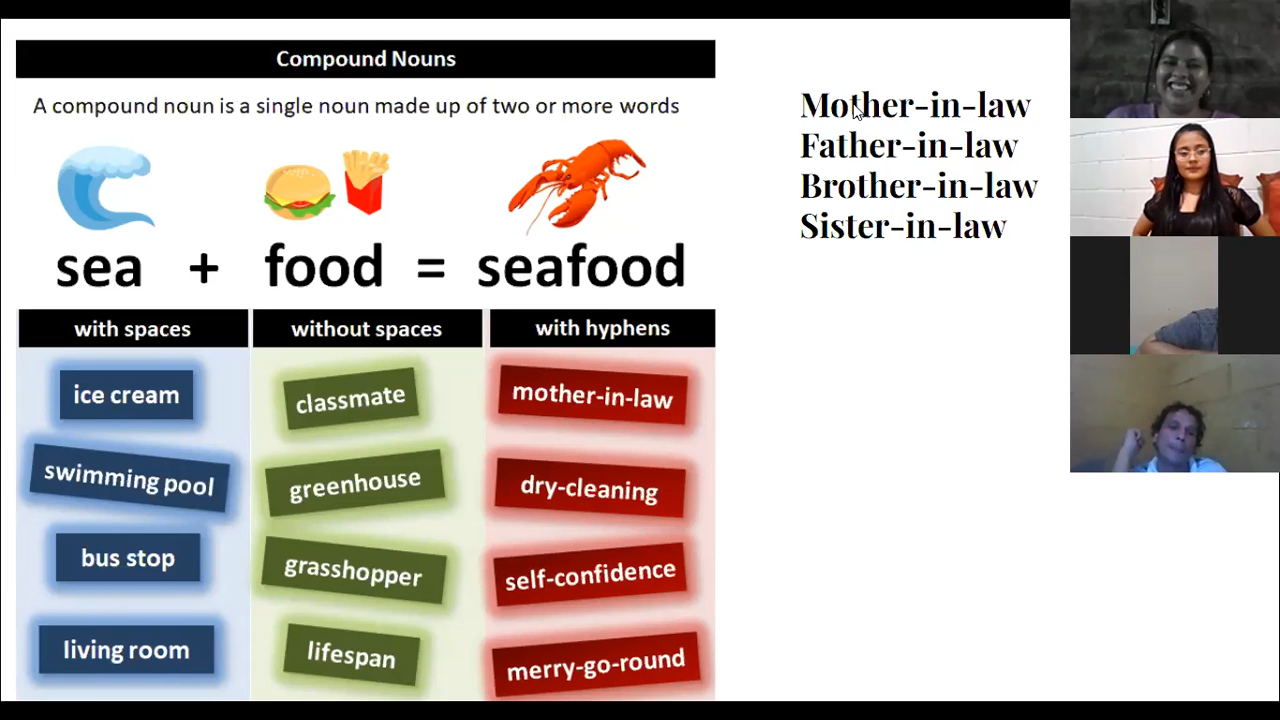 Compound Nouns
A compound noun is a single noun made up of two or more words
sea + food = seafood
with spaces
ice cream
swimming pool
bus stop
living room
without spaces
classmate
greenhouse
grasshopper
lifespan
with hyphens
mother-in-law
dry-cleaning
self-confidence
merry-go-round
Mother-in-law
Father-in-law
Brother-in-law
Sister-in-law